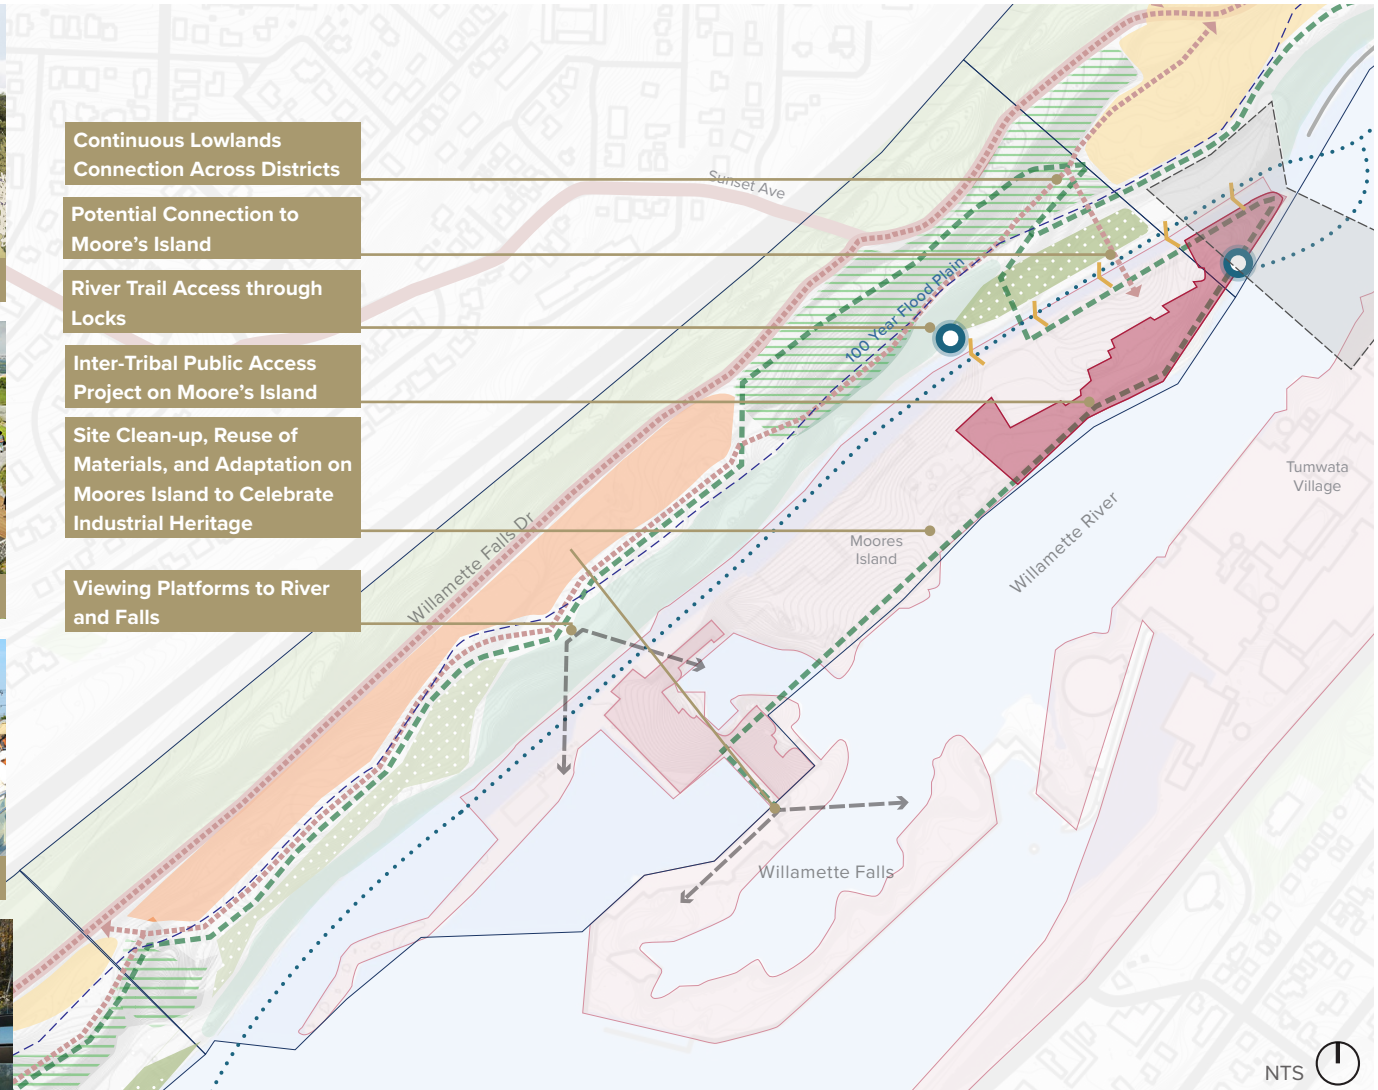 Continuous Lowlands
Connection Across Districts
Potential Connection to
Moore's Island
River Trail Access through
Locks
Inter-Tribal Public Access
Project on Moore's Island
Site Clean-up, Reuse of
Materials, and Adaptation on
Moores Island to Celebrate
Industrial Heritage
Viewing Platforms to River
and Falls
Sunset Ave
100 Year Flood Plain
Willamette Falls Dr
Moores
Island
Willamette River
Tumwata
Village
Willamette Falls
NTS